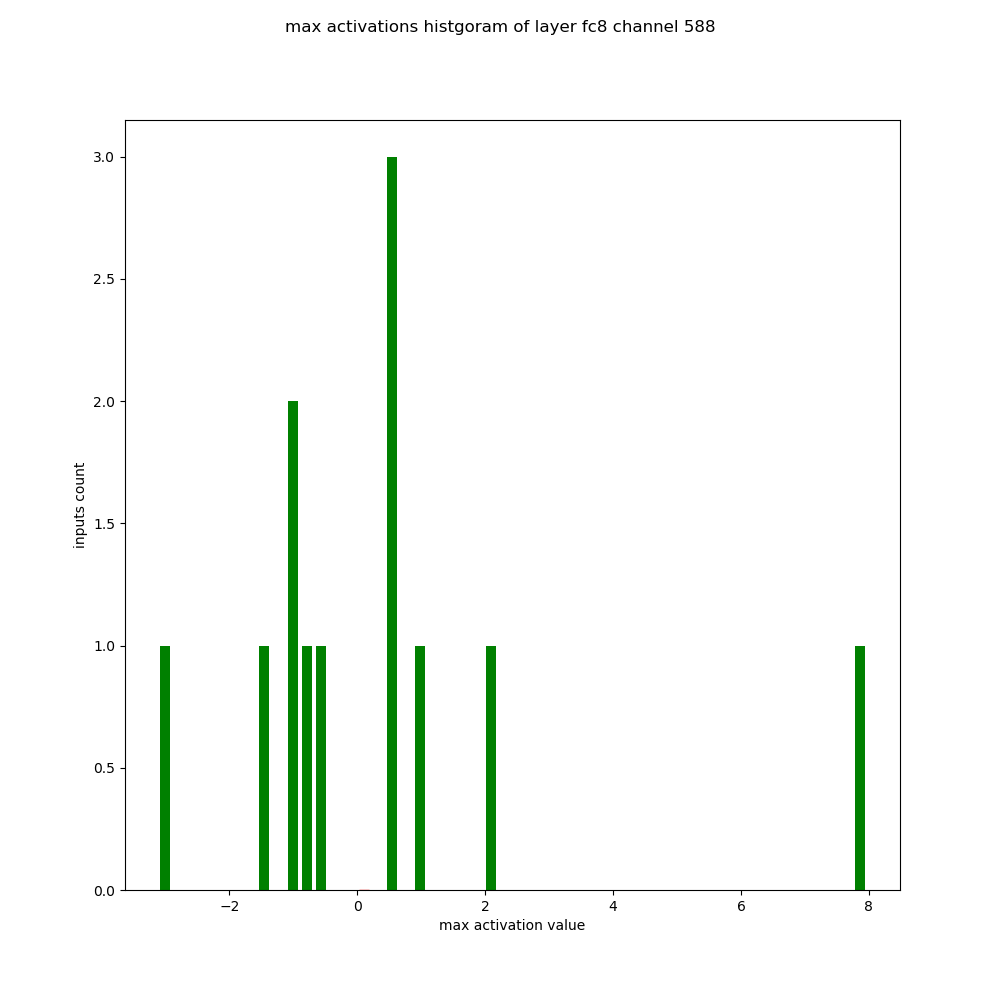 max activations histgoram of layer fc8 channel 588
3.0
2.5
2.0
1.5
1.0
0.5
0.0
inputs count
−2 0 2 4 6 8
max activation value